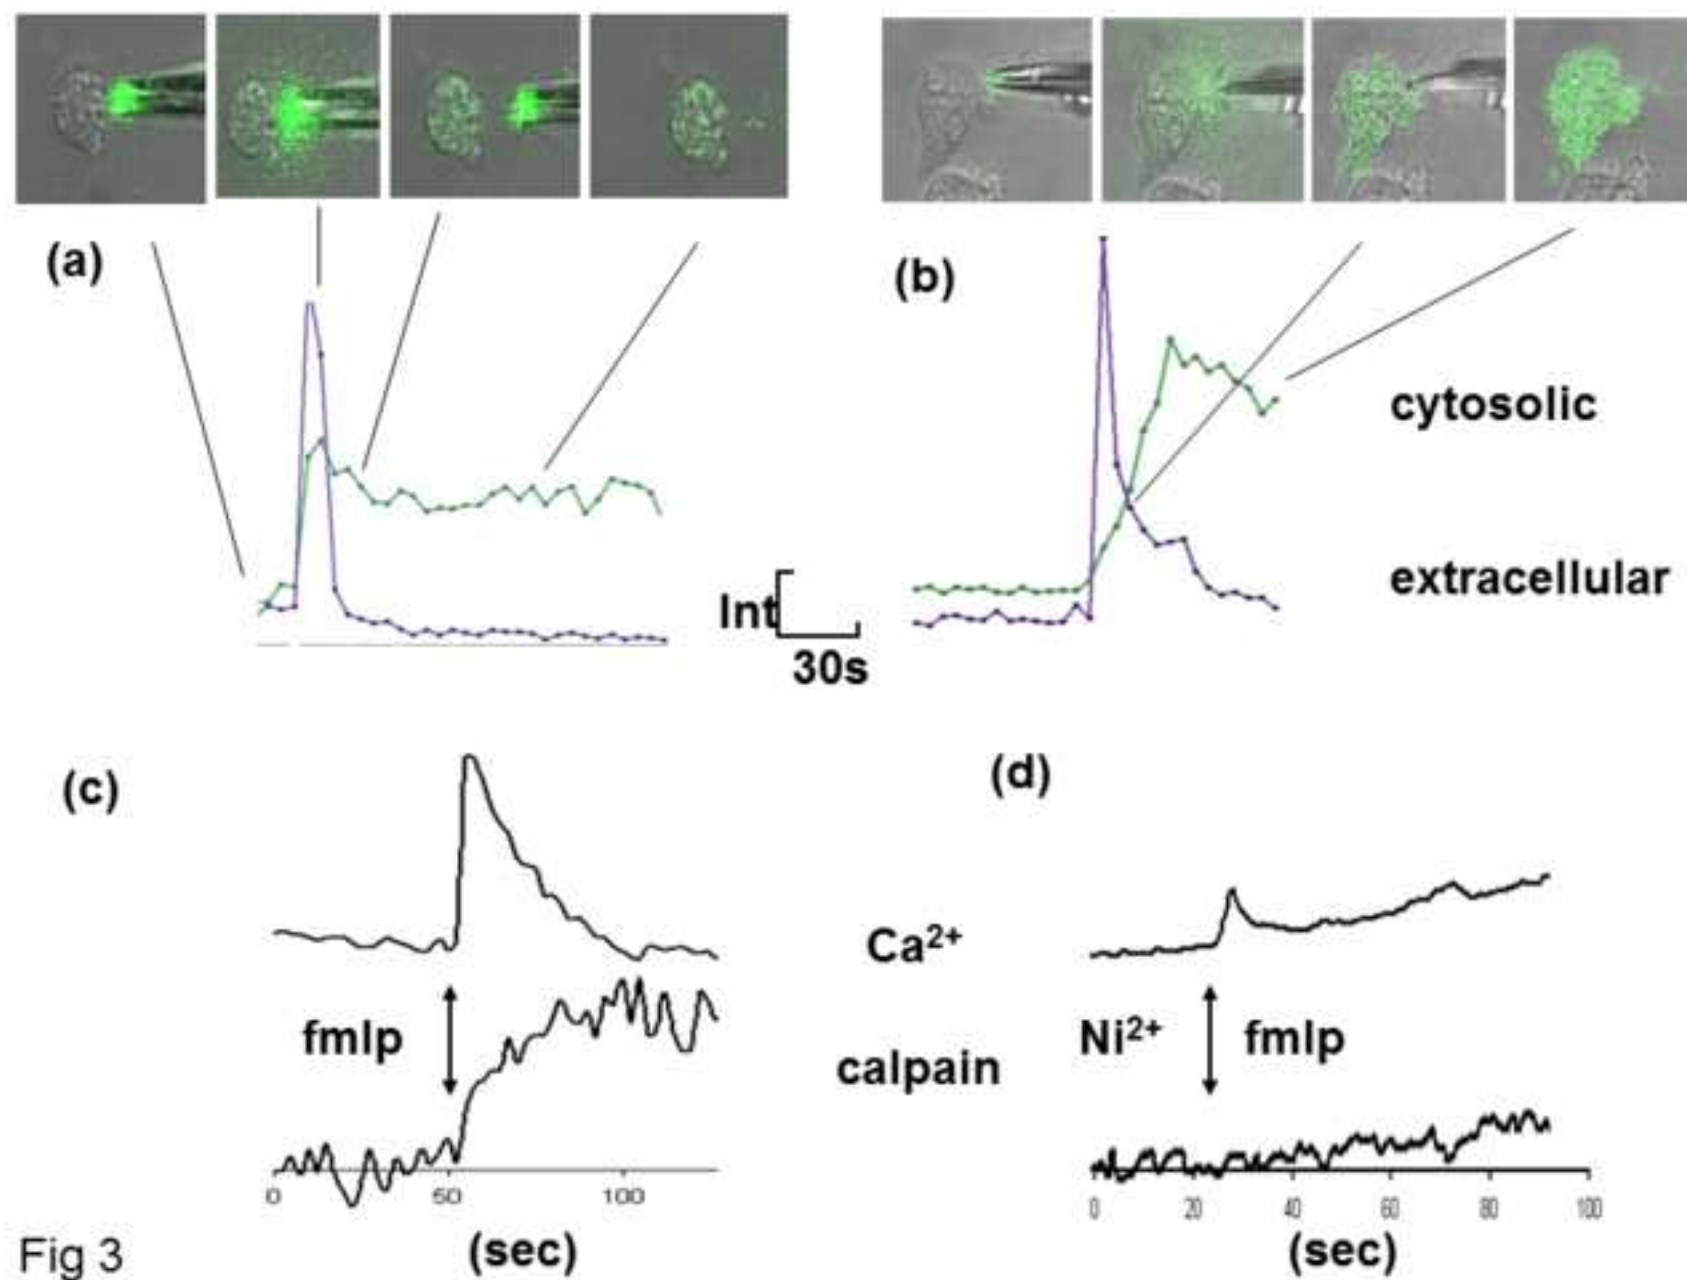 (a)
(b)
cytosolic
extracellular
Int
30s
(c)
(d)
Ca²⁺
fmlp
Ni²⁺
fmlp
calpain
0
50
100
0
20
40
60
80
100
Fig 3
(sec)
(sec)